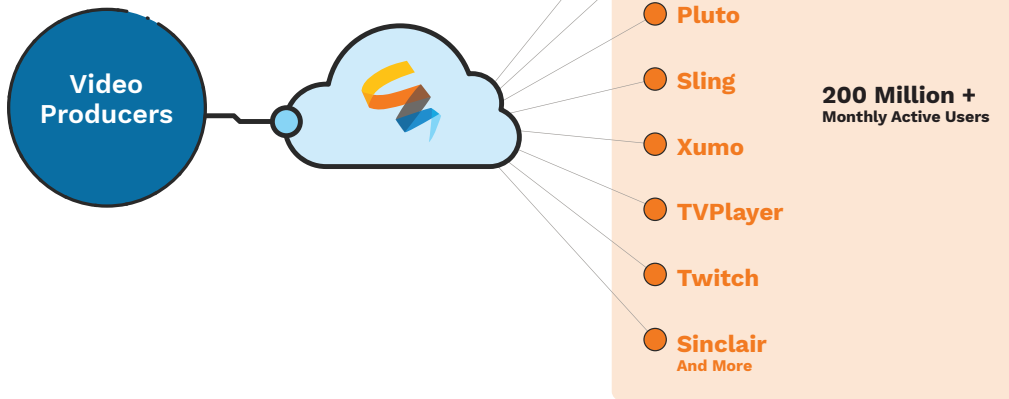 Video
Producers
Pluto
Sling
Xumo
TVPlayer
Twitch
Sinclair
And More
200 Million +
Monthly Active Users